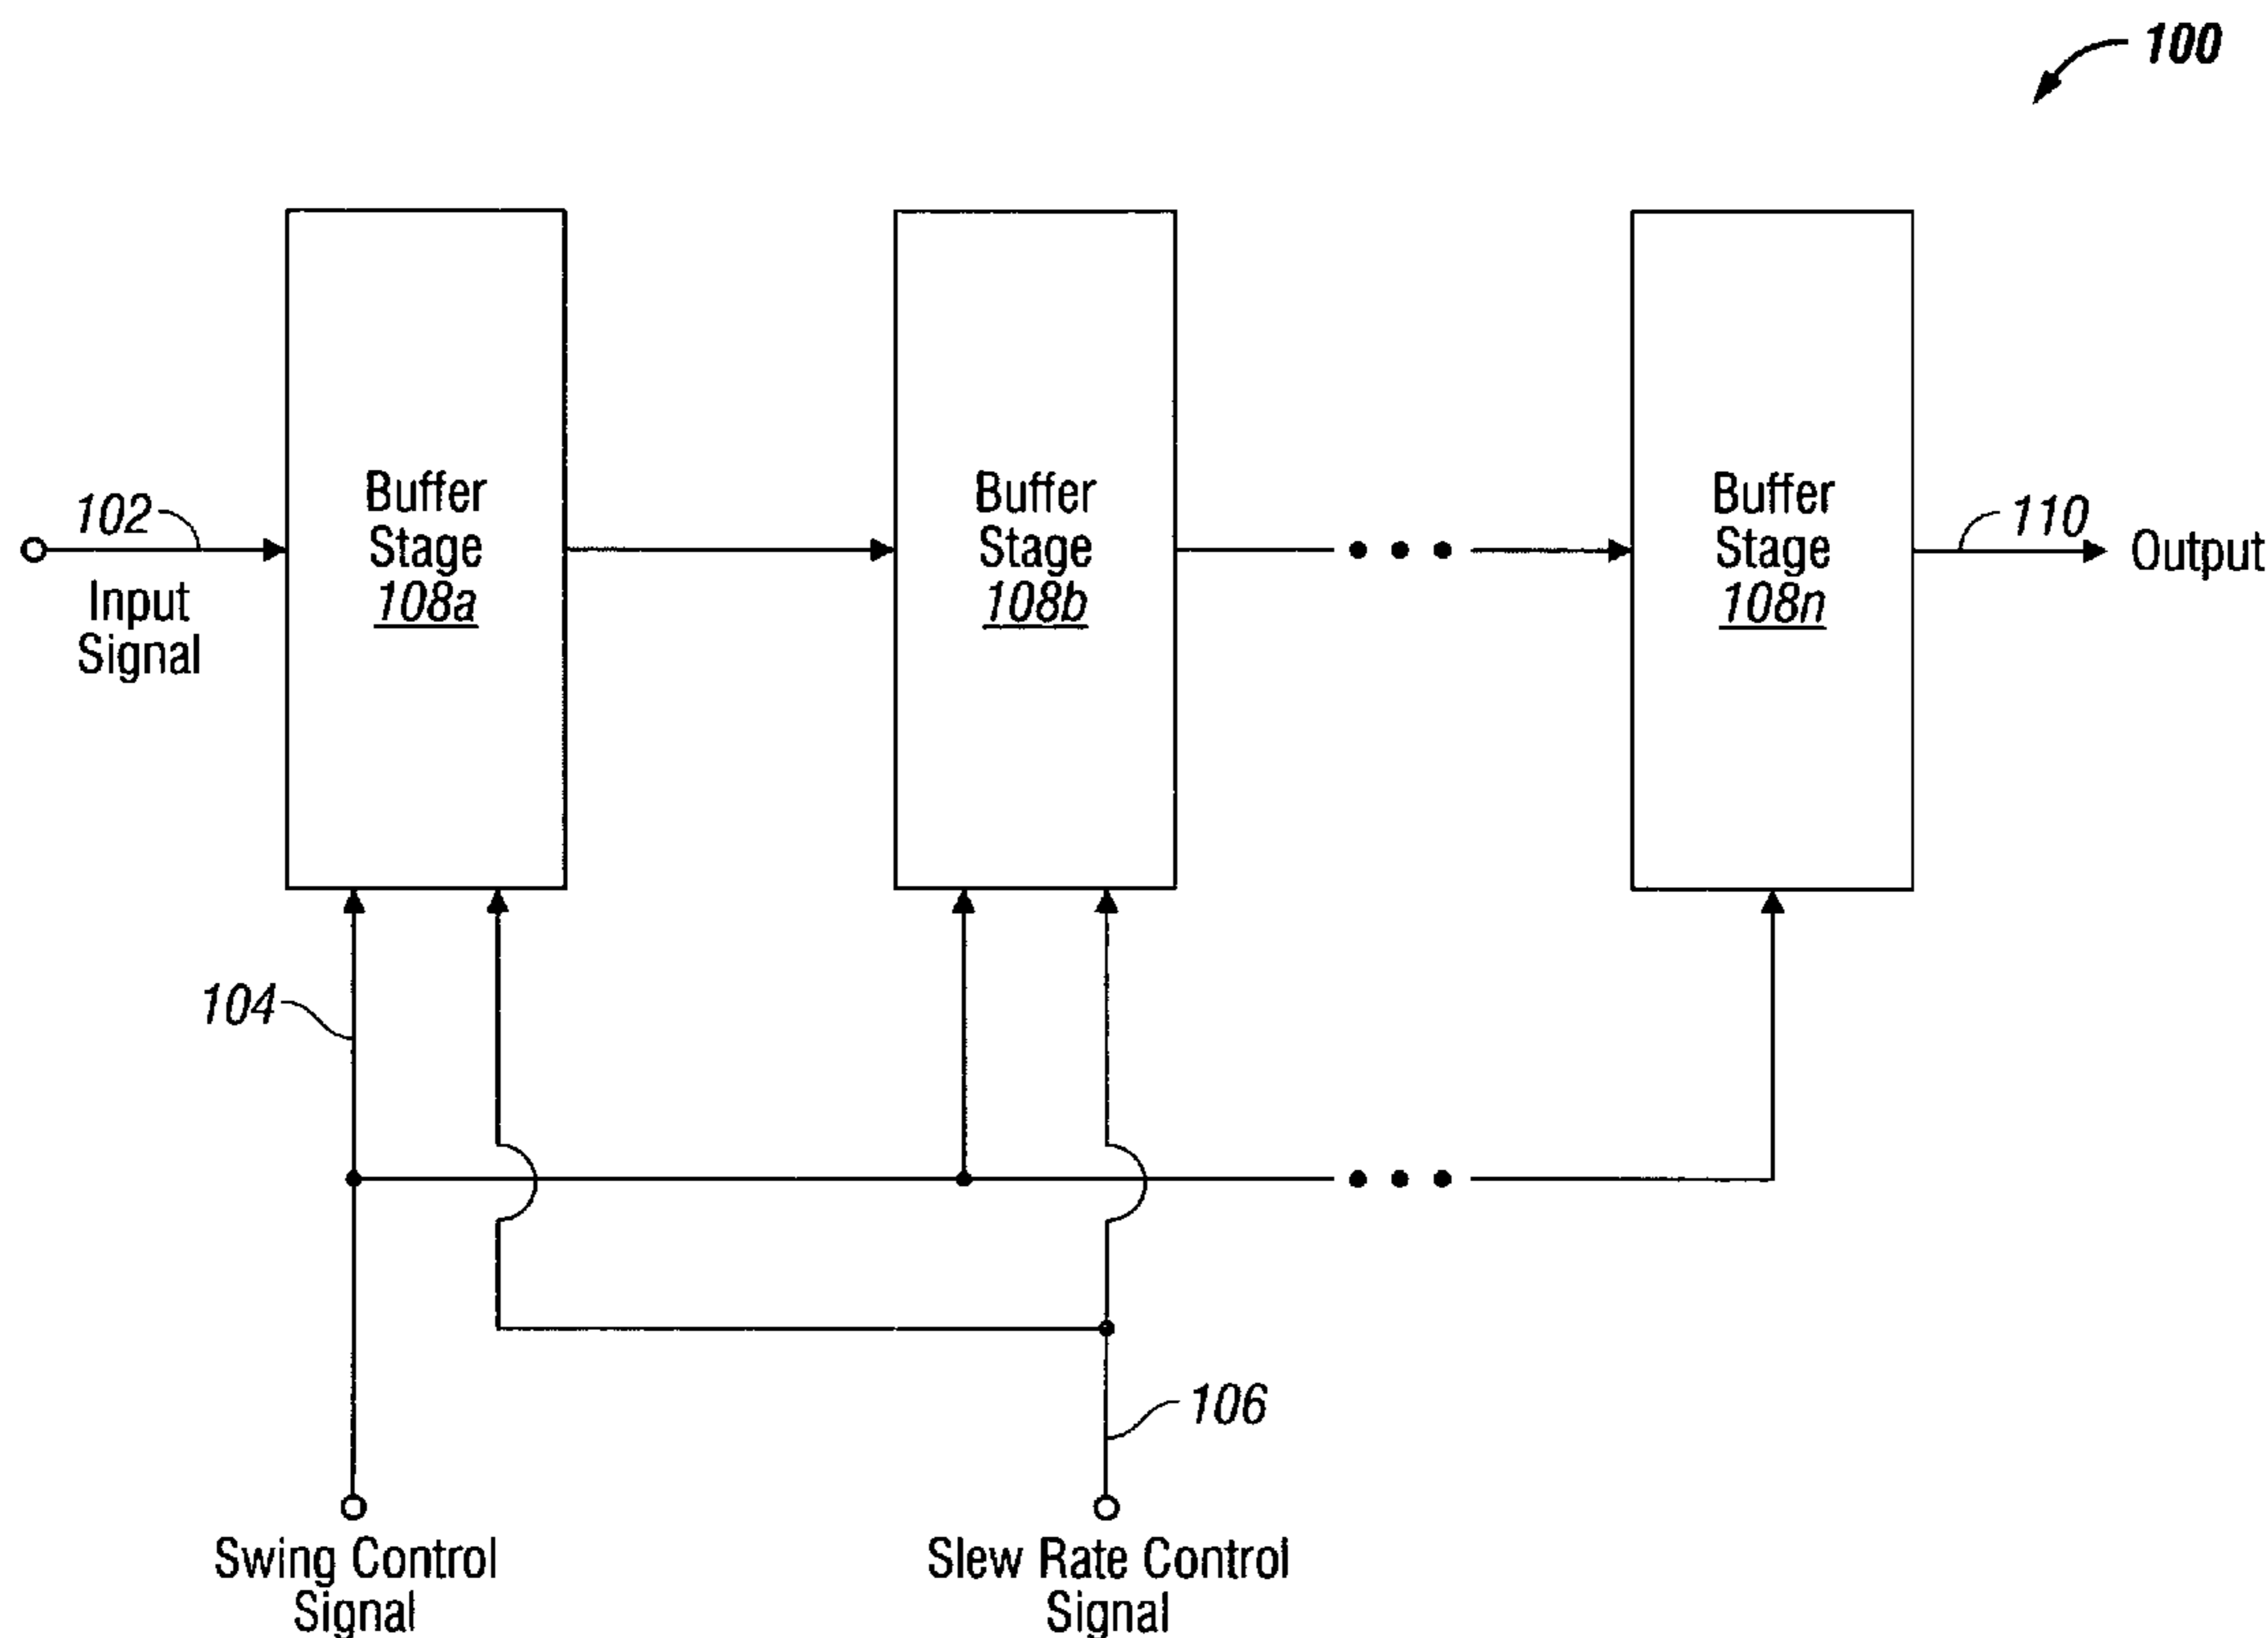 100
102
Input
Signal
Buffer
Stage
108a
Buffer
Stage
108b
Buffer
Stage
108n
110
Output
104
106
Swing Control
Signal
Slew Rate Control
Signal